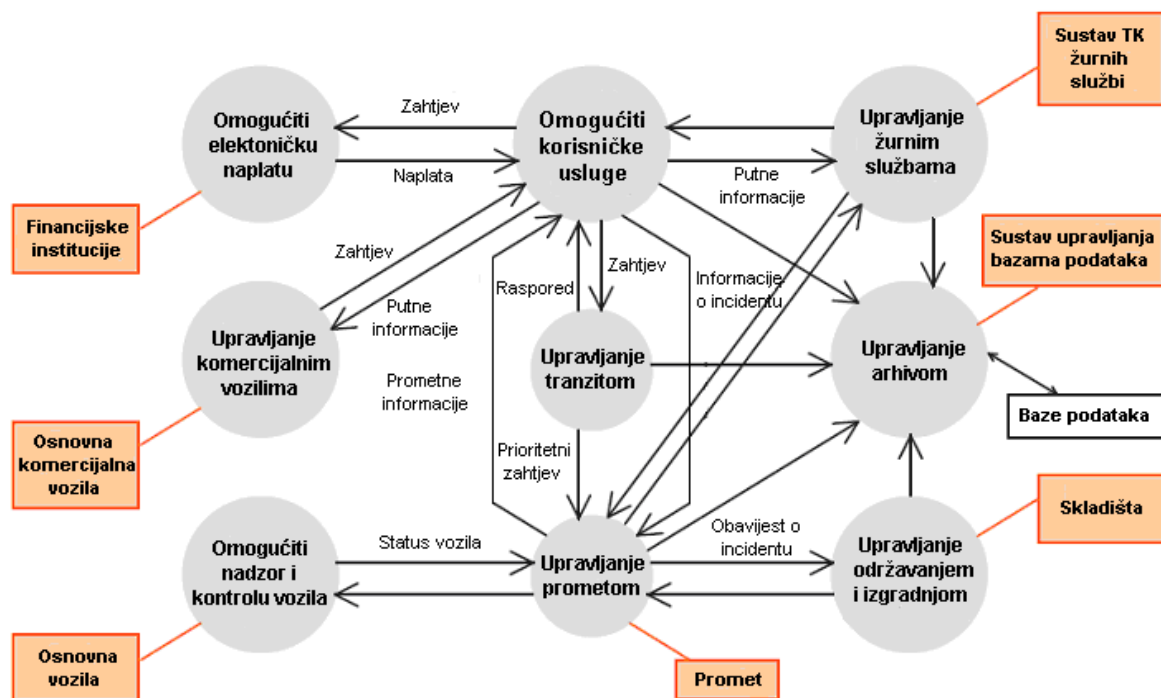 Sustav TK
žurnih
službi
Zahtjev
Omogućiti
elektoničku
naplatu
Omogućiti
korisničke
usluge
Upravljanje
žurnim
službama
Naplata
Putne
informacije
Financijske
institucije
Sustav upravljanja
bazama podataka
Zahtjev
Raspored
Zahtjev
Informacije
o incidentu
Putne
informacije
Upravljanje
komercijalnim
vozilima
Upravljanje
tranzitom
Upravljanje
arhivom
Prometne
informacije
Baze podataka
Osnovna
komercijalna
vozila
Prioritetni
zahtjev
Skladišta
Status vozila
Obavijest o
incidentu
Omogućiti
nadzor i
kontrolu vozila
Upravljanje
prometom
Upravljanje
održavanjem
i izgradnjom
Osnovna
vozila
Promet